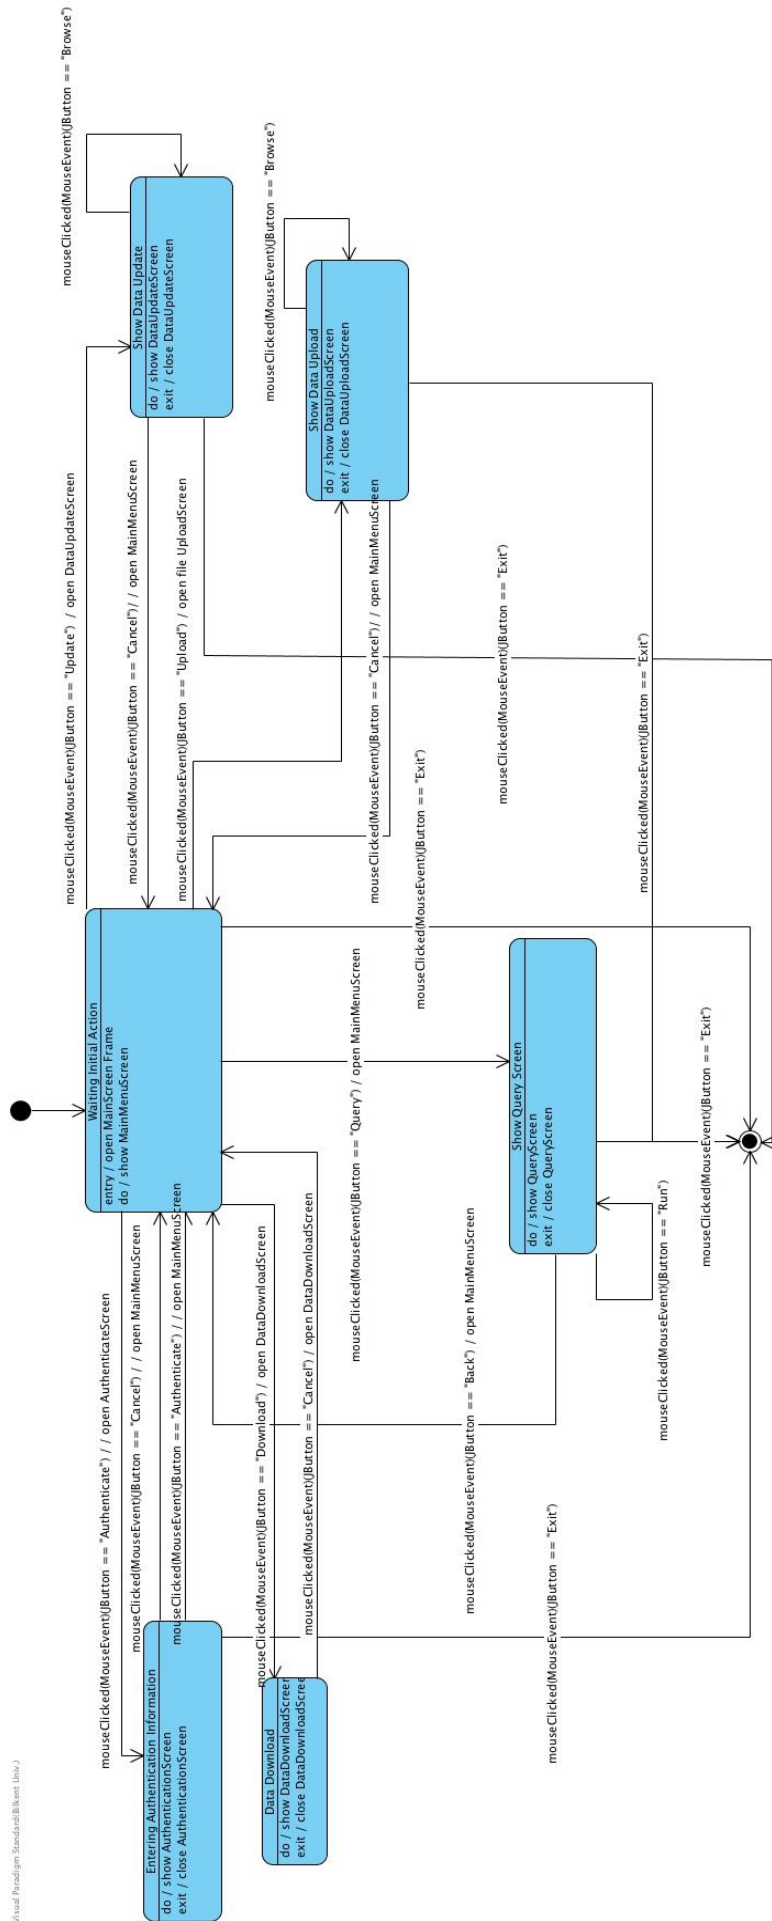 Visual Paradigm Standard(Bilkent Univ.)
mouseClicked(MouseEvent)(JButton == "Authenticate") / / open AuthenticateScreen
mouseClicked(MouseEvent)(JButton == "Cancel") / / open MainMenuScreen
mouseClicked(MouseEvent)(JButton == "Authenticate") / / open MainMenuScreen
Entering Authentication Information
do / show AuthenticationScreen
exit / close AuthenticationScreen
mouseClicked(MouseEvent)(JButton == "Download") / open DataDownloadScreen
mouseClicked(MouseEvent)(JButton == "Cancel") / open DataDownloadScreen
Data Download
do / show DataDownloadScreen
exit / close DataDownloadScree
Waiting Initial Action
entry / open MainScreen Frame
do / show MainMenuScreen
mouseClicked(MouseEvent)(JButton == "Update") / open DataUpdateScreen
mouseClicked(MouseEvent)(JButton == "Cancel")/ / open MainMenuScreen
mouseClicked(MouseEvent)(JButton == "Upload") / open file UploadScreen
mouseClicked(MouseEvent)(JButton == "Browse")
Show Data Update
do / show DataUpdateScreen
exit / close DataUpdateScreen
mouseClicked(MouseEvent)(JButton == "Browse")
Show Data Upload
do / show DataUploadScreen
exit / close DataUploadScreen
mouseClicked(MouseEvent)(JButton == "Cancel")/ / open MainMenuScreen
mouseClicked(MouseEvent)(JButton == "Exit")
mouseClicked(MouseEvent)(JButton == "Exit")
mouseClicked(MouseEvent)(JButton == "Exit")
mouseClicked(MouseEvent)(JButton == "Query") / open MainMenuScreen
mouseClicked(MouseEvent)(JButton == "Back") / open MainMenuScreen
Show Query Screen
do / show QueryScreen
exit / close QueryScreen
mouseClicked(MouseEvent)(JButton == "Run")
mouseClicked(MouseEvent)(JButton == "Exit")
mouseClicked(MouseEvent)(JButton == "Exit")